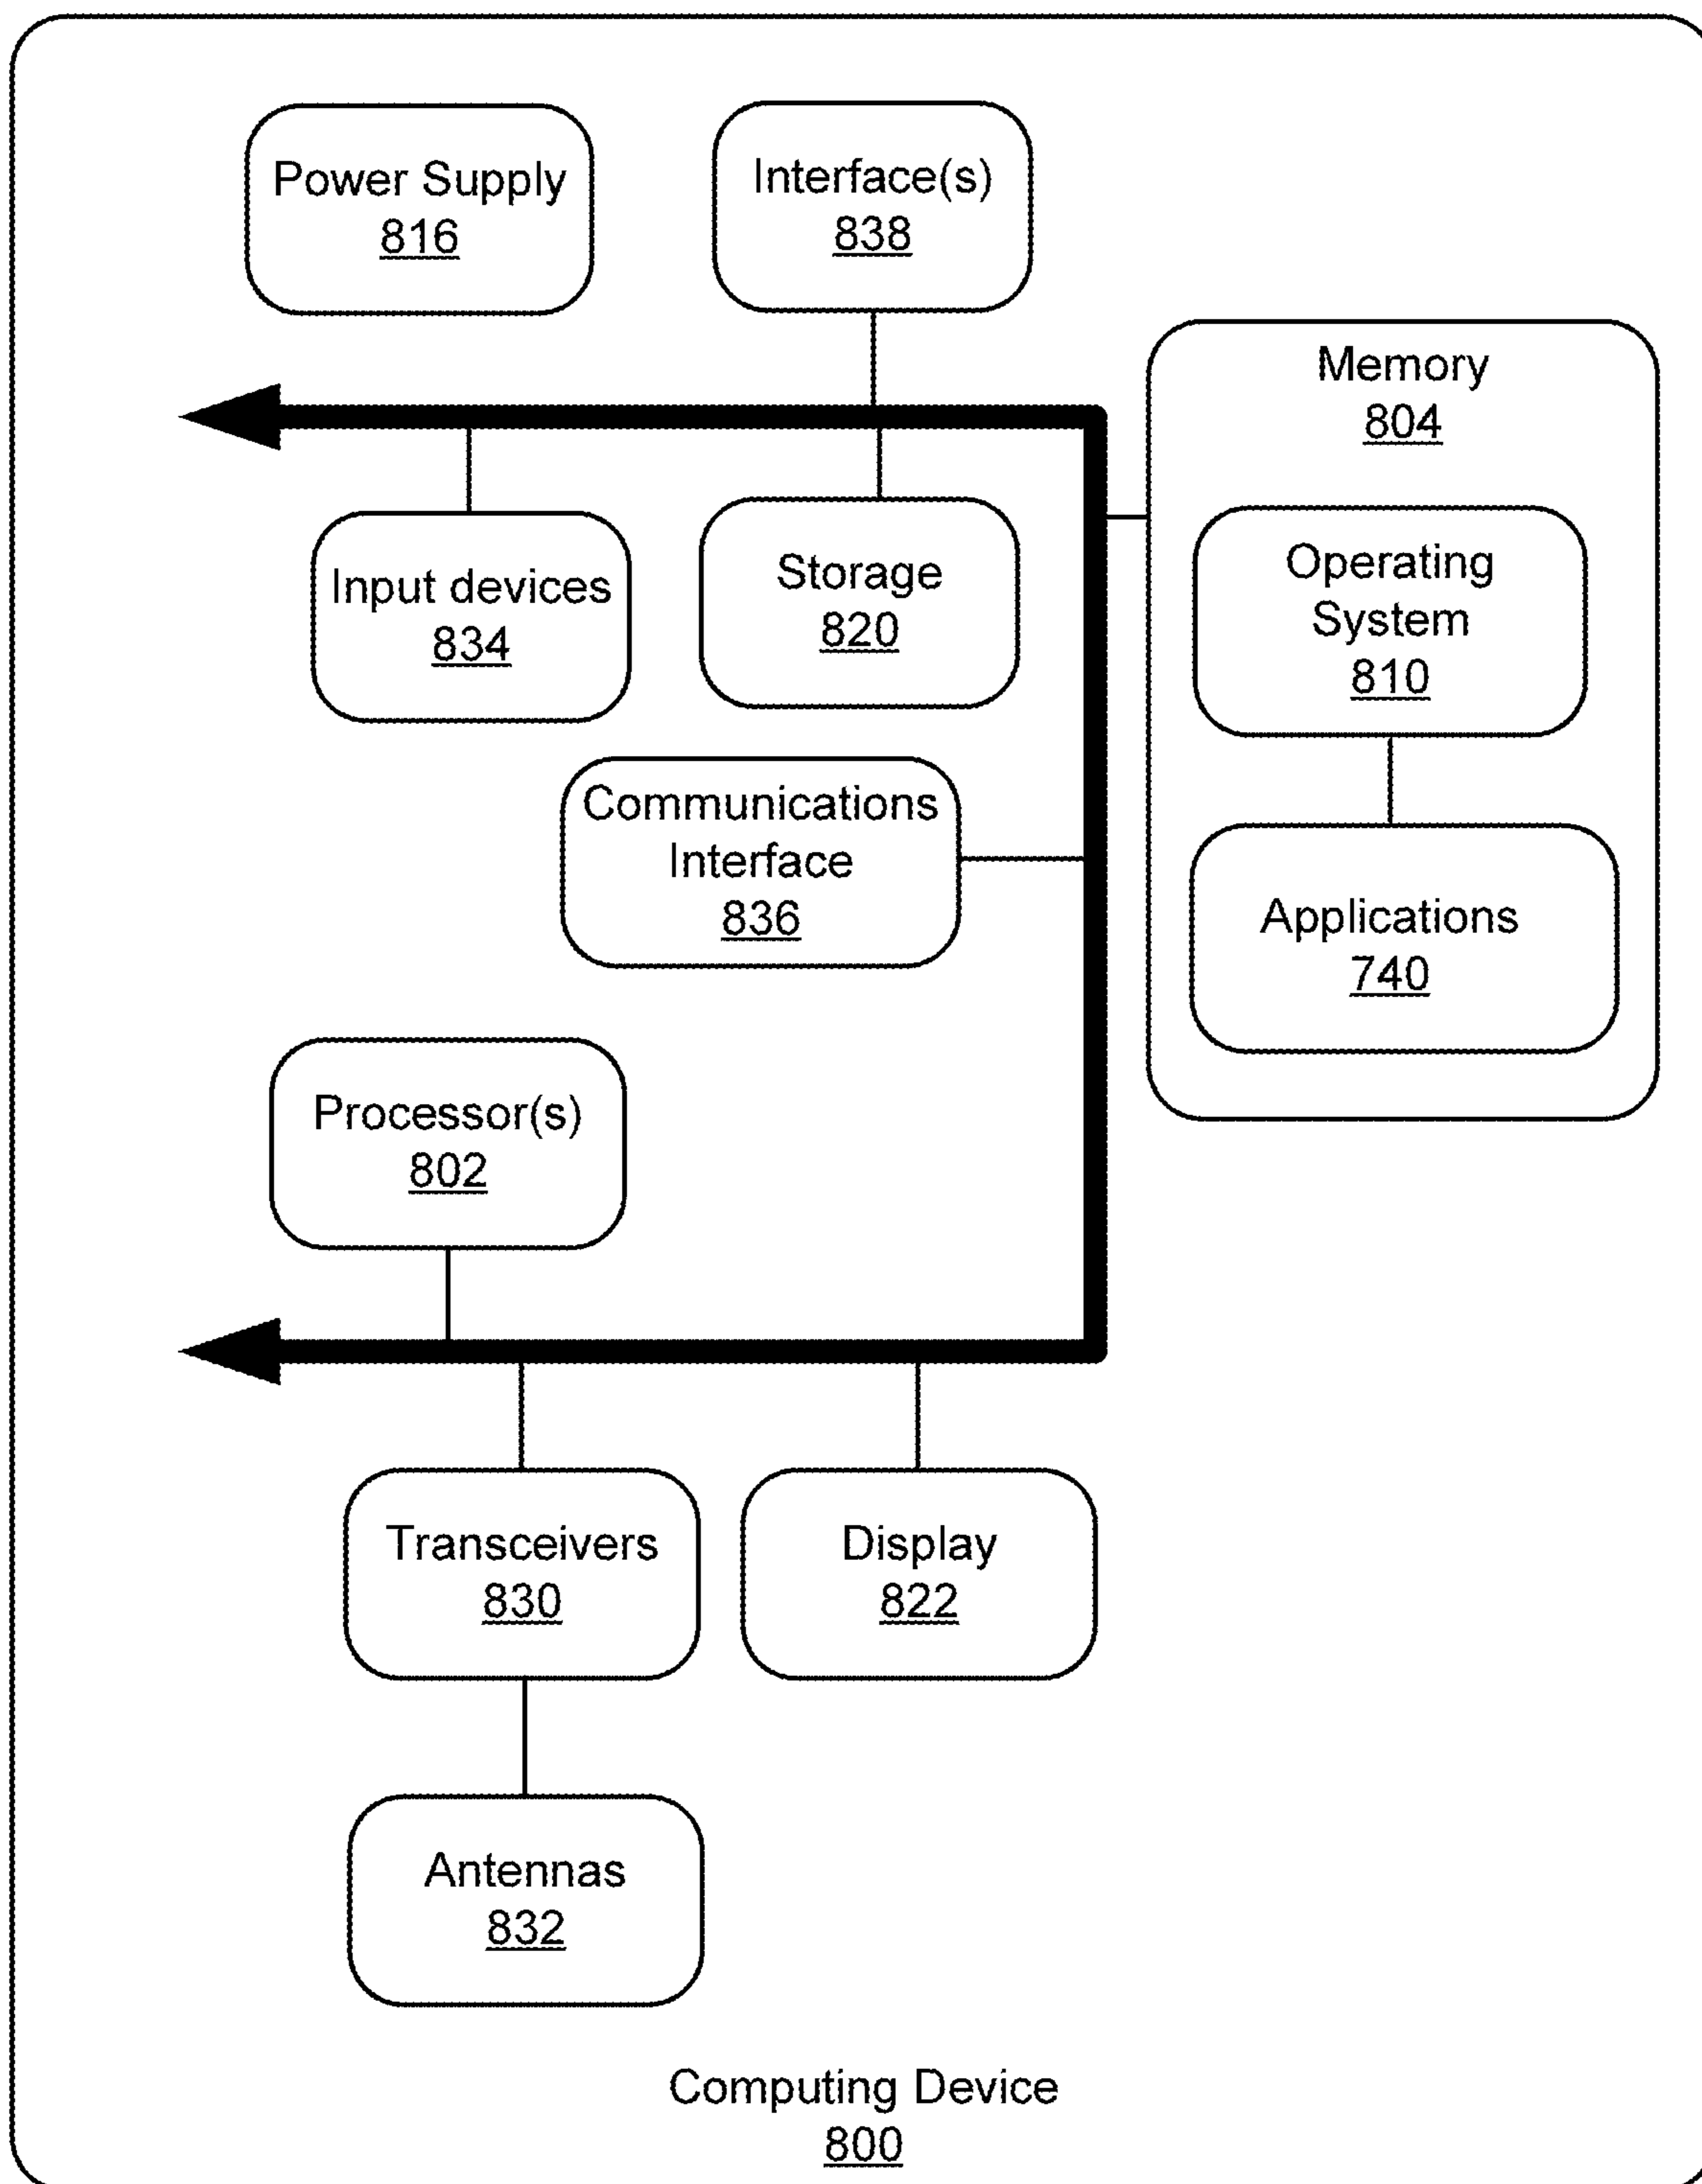 Power Supply
816
Interface(s)
838
Memory
804
Input devices
834
Storage
820
Operating
System
810
Communications
Interface
836
Applications
740
Processor(s)
802
Transceivers
830
Display
822
Antennas
832
Computing Device
800